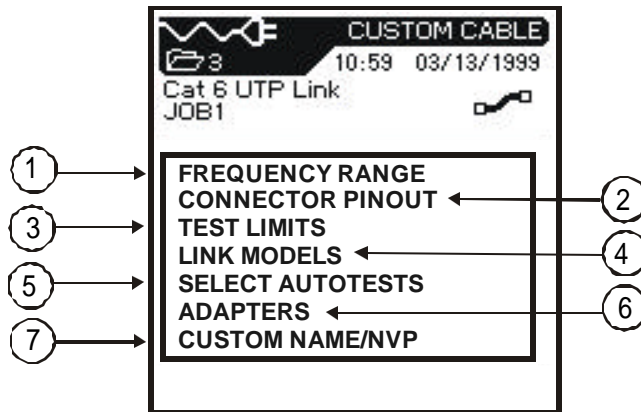 CUSTOM CABLE
3 10:59 03/13/1999
Cat 6 UTP Link
JOB1
1 FREQUENCY RANGE
CONNECTOR PINOUT 2
3 TEST LIMITS
LINK MODELS 4
5 SELECT AUTOTESTS
ADAPTERS 6
7 CUSTOM NAME/NVP